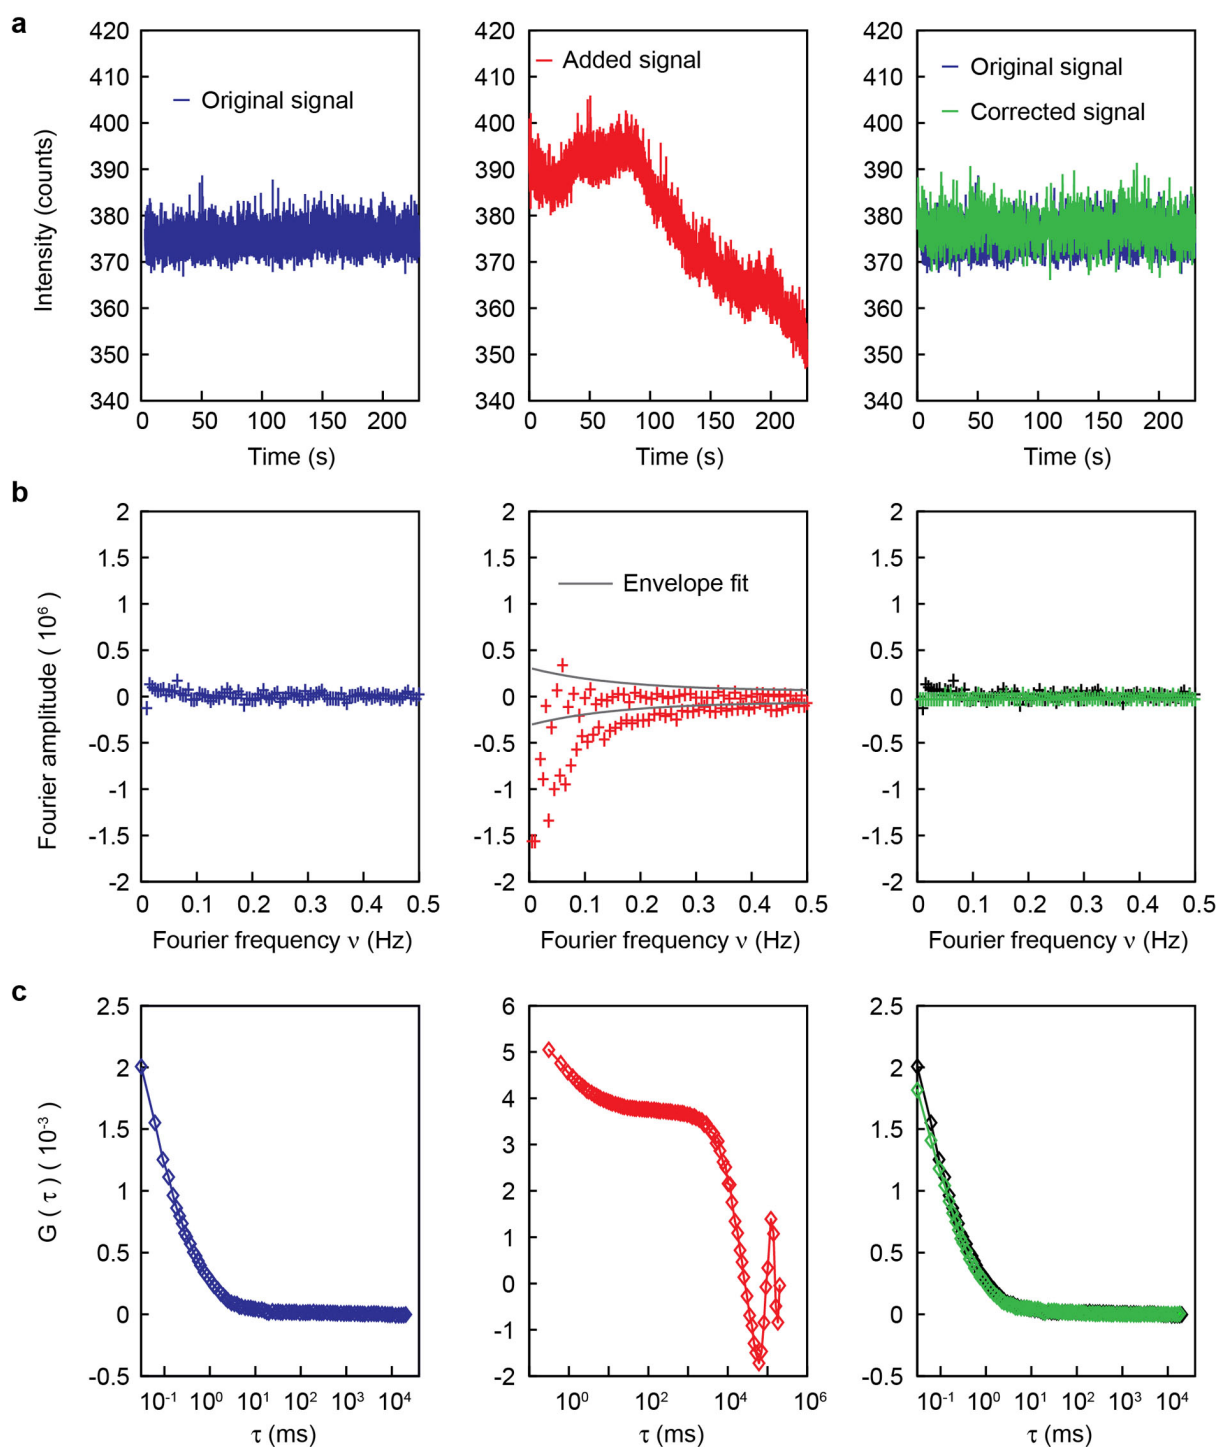 a
420
410
400
390
380
370
360
350
340
Intensity (counts)
Original signal
0 50 100 150 200
Time (s)
420
410
400
390
380
370
360
350
340
Added signal
0 50 100 150 200
Time (s)
420
410
400
390
380
370
360
350
340
Original signal
Corrected signal
0 50 100 150 200
Time (s)
b
2
1.5
1
0.5
0
-0.5
-1
-1.5
-2
Fourier amplitude ( 10⁶ )
0 0.1 0.2 0.3 0.4 0.5
Fourier frequency ν (Hz)
2
1.5
1
0.5
0
-0.5
-1
-1.5
-2
Envelope fit
0 0.1 0.2 0.3 0.4 0.5
Fourier frequency ν (Hz)
2
1.5
1
0.5
0
-0.5
-1
-1.5
-2
0 0.1 0.2 0.3 0.4 0.5
Fourier frequency ν (Hz)
c
2.5
2
1.5
1
0.5
0
-0.5
G ( τ ) ( 10⁻³ )
10⁻¹ 10⁰ 10¹ 10² 10³ 10⁴
τ (ms)
6
5
4
3
2
1
0
-1
-2
10⁰ 10² 10⁴ 10⁶
τ (ms)
2.5
2
1.5
1
0.5
0
-0.5
10⁻¹ 10⁰ 10¹ 10² 10³ 10⁴
τ (ms)